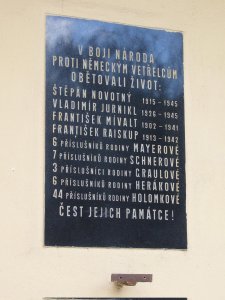 V BOJI NÁRODA
PROTI NĚMECKÝM VETŘELCŮM
OBĚTOVALI ŽIVOT:
ŠTĚPÁN NOVOTNÝ 1915-1945
VLADIMÍR JURNIKL 1926-1945
FRANTIŠEK MÍVALT 1902-1941
FRANTIŠEK RAISKUP 1913-1942
6 PŘÍSLUŠNÍKŮ RODINY MAYEROVÉ
7 PŘÍSLUŠNÍKŮ RODINY SCHNEROVÉ
3 PŘÍSLUŠNÍCI RODINY GRAULOVÉ
6 PŘÍSLUŠNÍKŮ RODINY HERÁKOVÉ
44 PŘÍSLUŠNÍKŮ RODINY HOLOMKOVÉ
ČEST JEJICH PAMÁTCE!